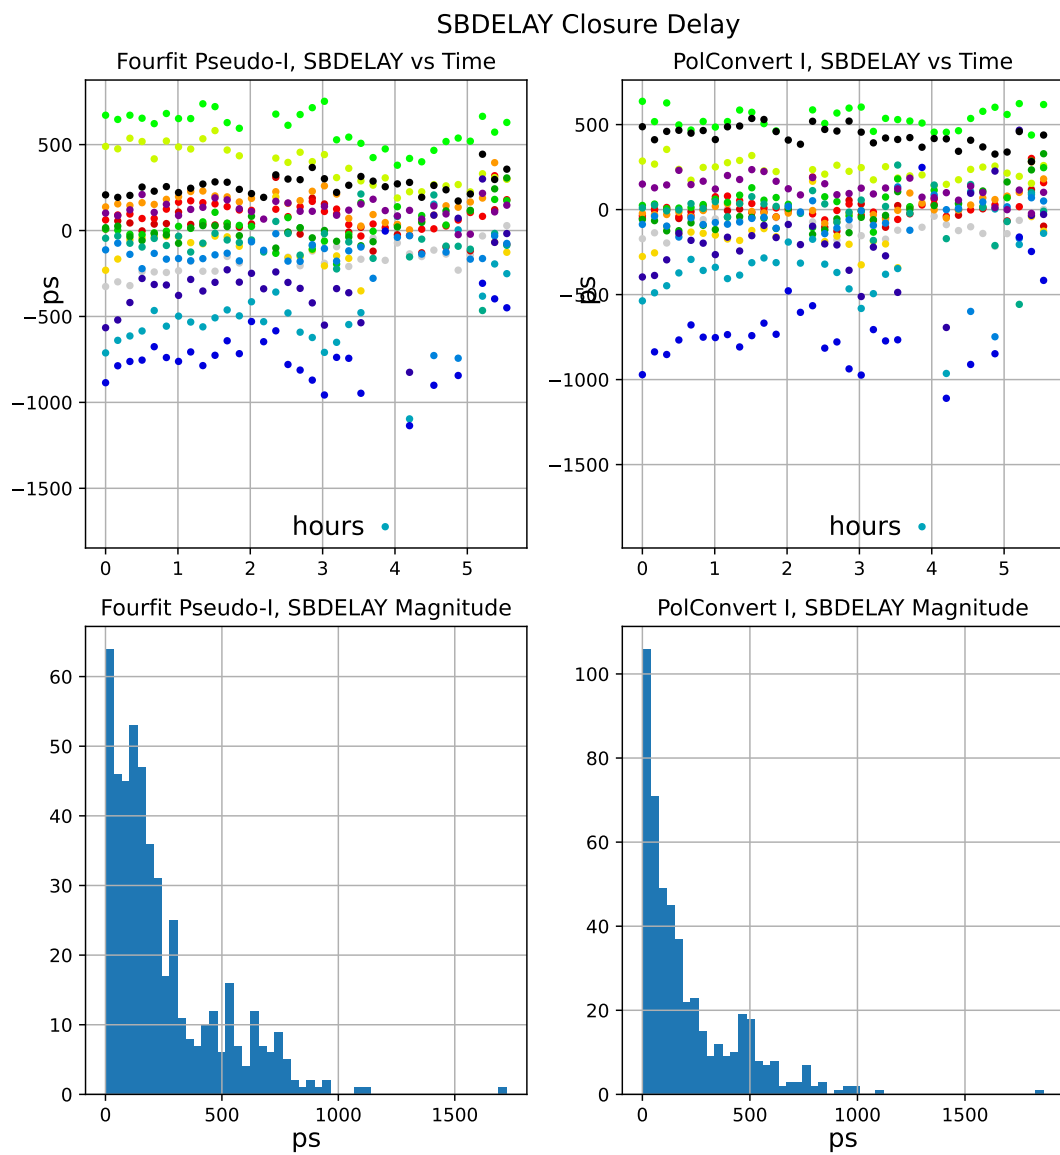 SBDELAY Closure Delay
Fourfit Pseudo-I, SBDELAY vs Time
500
0
−500
−1000
−1500
ps
hours
0 1 2 3 4 5
PolConvert I, SBDELAY vs Time
500
0
−500
−1000
−1500
ps
hours
0 1 2 3 4 5
Fourfit Pseudo-I, SBDELAY Magnitude
60
50
40
30
20
10
0
0 500 1000 1500
ps
PolConvert I, SBDELAY Magnitude
100
80
60
40
20
0
0 500 1000 1500
ps